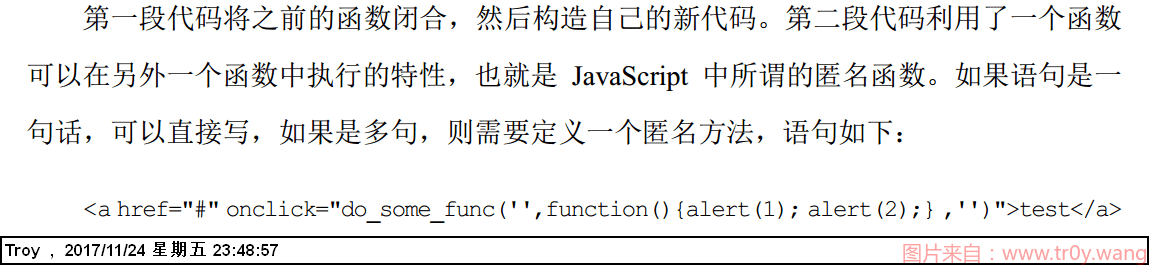 第一段代码将之前的函数闭合，然后构造自己的新代码。第二段代码利用了一个函数
可以在另外一个函数中执行的特性，也就是 JavaScript 中所谓的匿名函数。如果语句是一
句话，可以直接写，如果是多句，则需要定义一个匿名方法，语句如下：
<a href="#" onclick="do_some_func('',function(){alert(1); alert(2);} ,'')">test</a>
Troy , 2017/11/24 星期五 23:48:57
图片来自：www.tr0y.wang